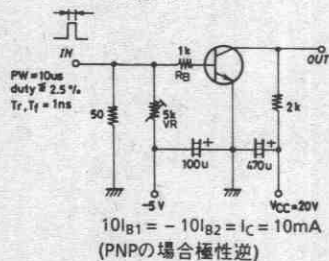 IN
PW=10us
duty≦2.5%
Tr, Tf=1ns
50
5k
VR
1k
RB
OUT
2k
100u
+
470u
+
-5V
VCC=20V
10IB1=-10IB2=IC=10mA
(PNPの場合極性逆)